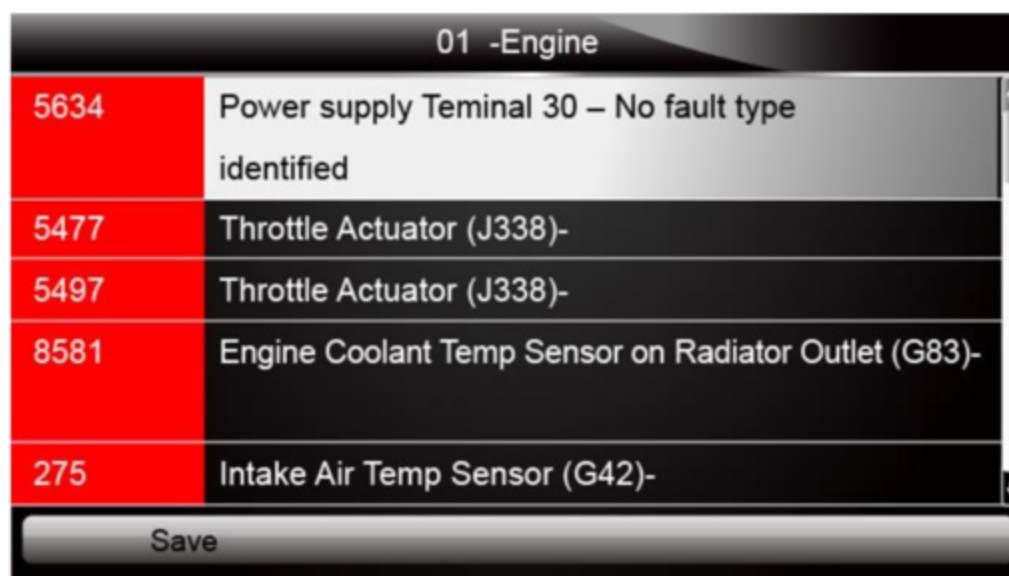 01 -Engine
5634 Power supply Teminal 30 – No fault type
identified
5477 Throttle Actuator (J338)-
5497 Throttle Actuator (J338)-
8581 Engine Coolant Temp Sensor on Radiator Outlet (G83)-
275 Intake Air Temp Sensor (G42)-
Save